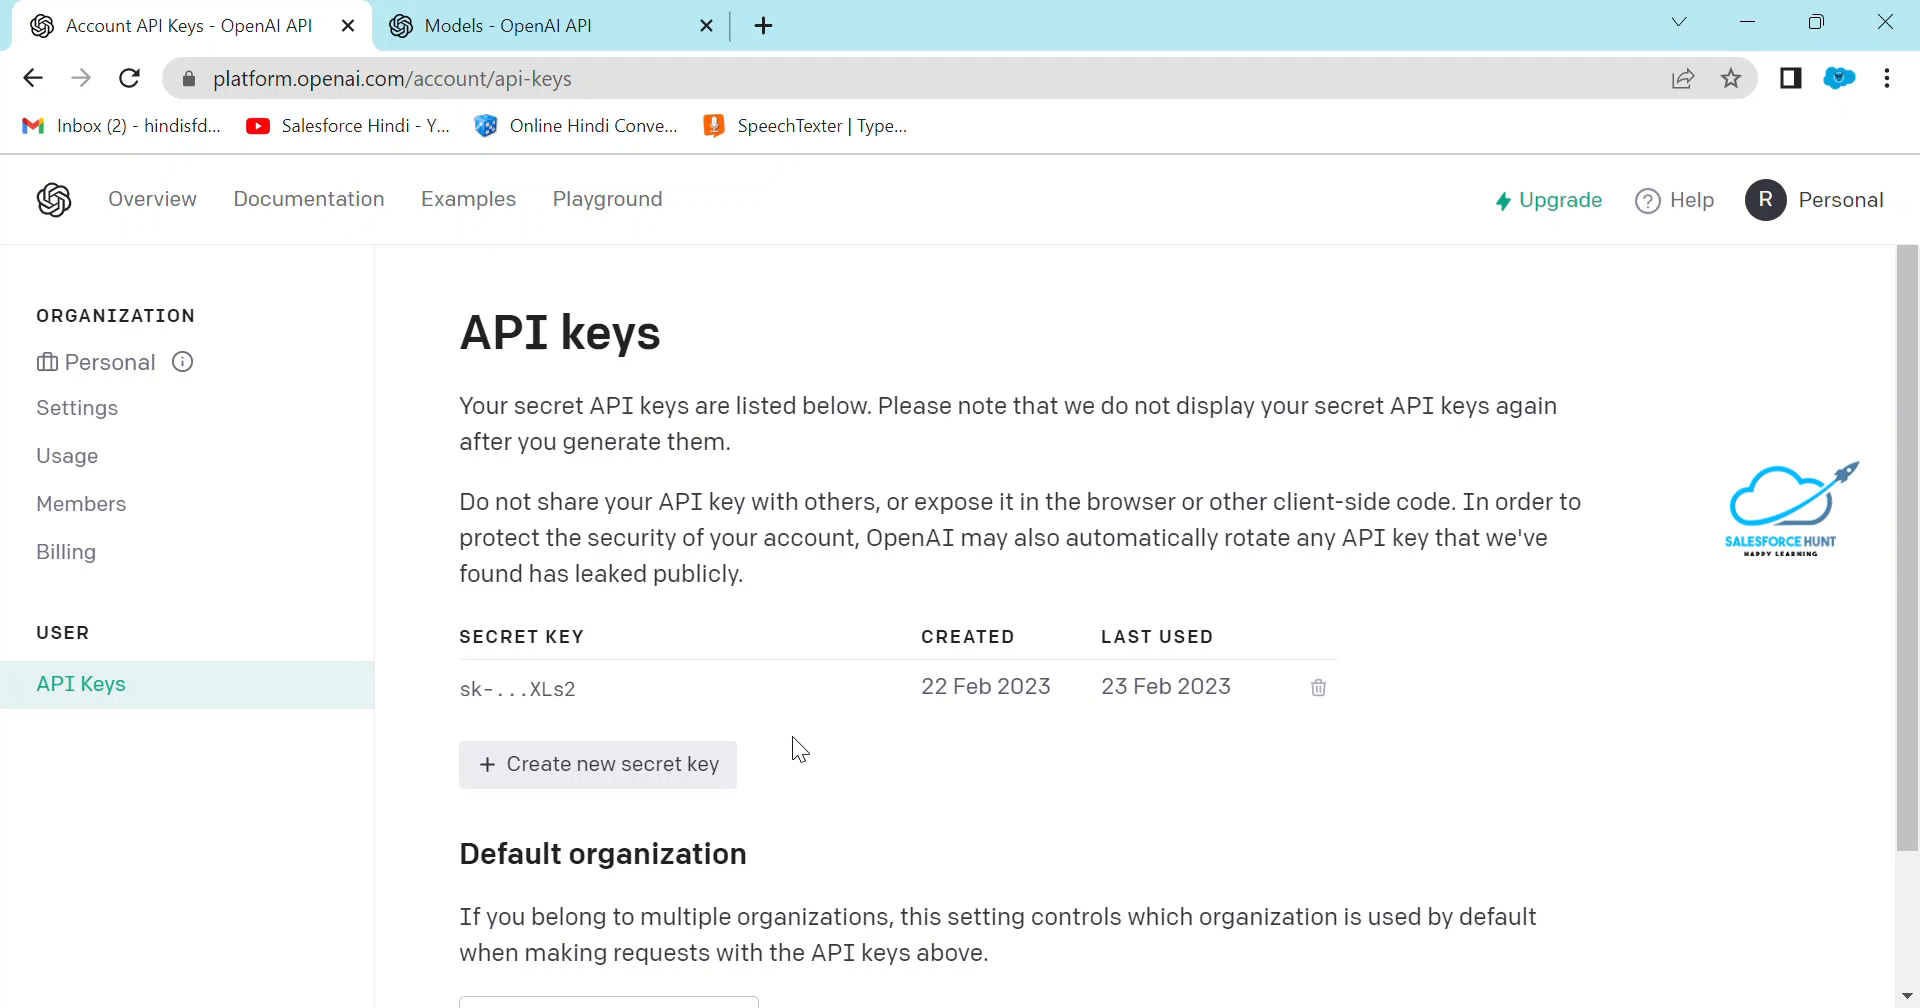 Account API Keys - OpenAI API
Models - OpenAI API
platform.openai.com/account/api-keys
Inbox (2) - hindisfd...
Salesforce Hindi - Y...
Online Hindi Conve...
SpeechTexter | Type...
Overview
Documentation
Examples
Playground
Upgrade
Help
R
Personal
ORGANIZATION
Personal
Settings
Usage
Members
Billing
USER
API Keys
API keys
Your secret API keys are listed below. Please note that we do not display your secret API keys again
after you generate them.
Do not share your API key with others, or expose it in the browser or other client-side code. In order to
protect the security of your account, OpenAI may also automatically rotate any API key that we've
found has leaked publicly.
SECRET KEY CREATED LAST USED
sk-...XLs2 22 Feb 2023 23 Feb 2023
+ Create new secret key
Default organization
If you belong to multiple organizations, this setting controls which organization is used by default
when making requests with the API keys above.
SALESFORCE HUNT
HAPPY LEARNING